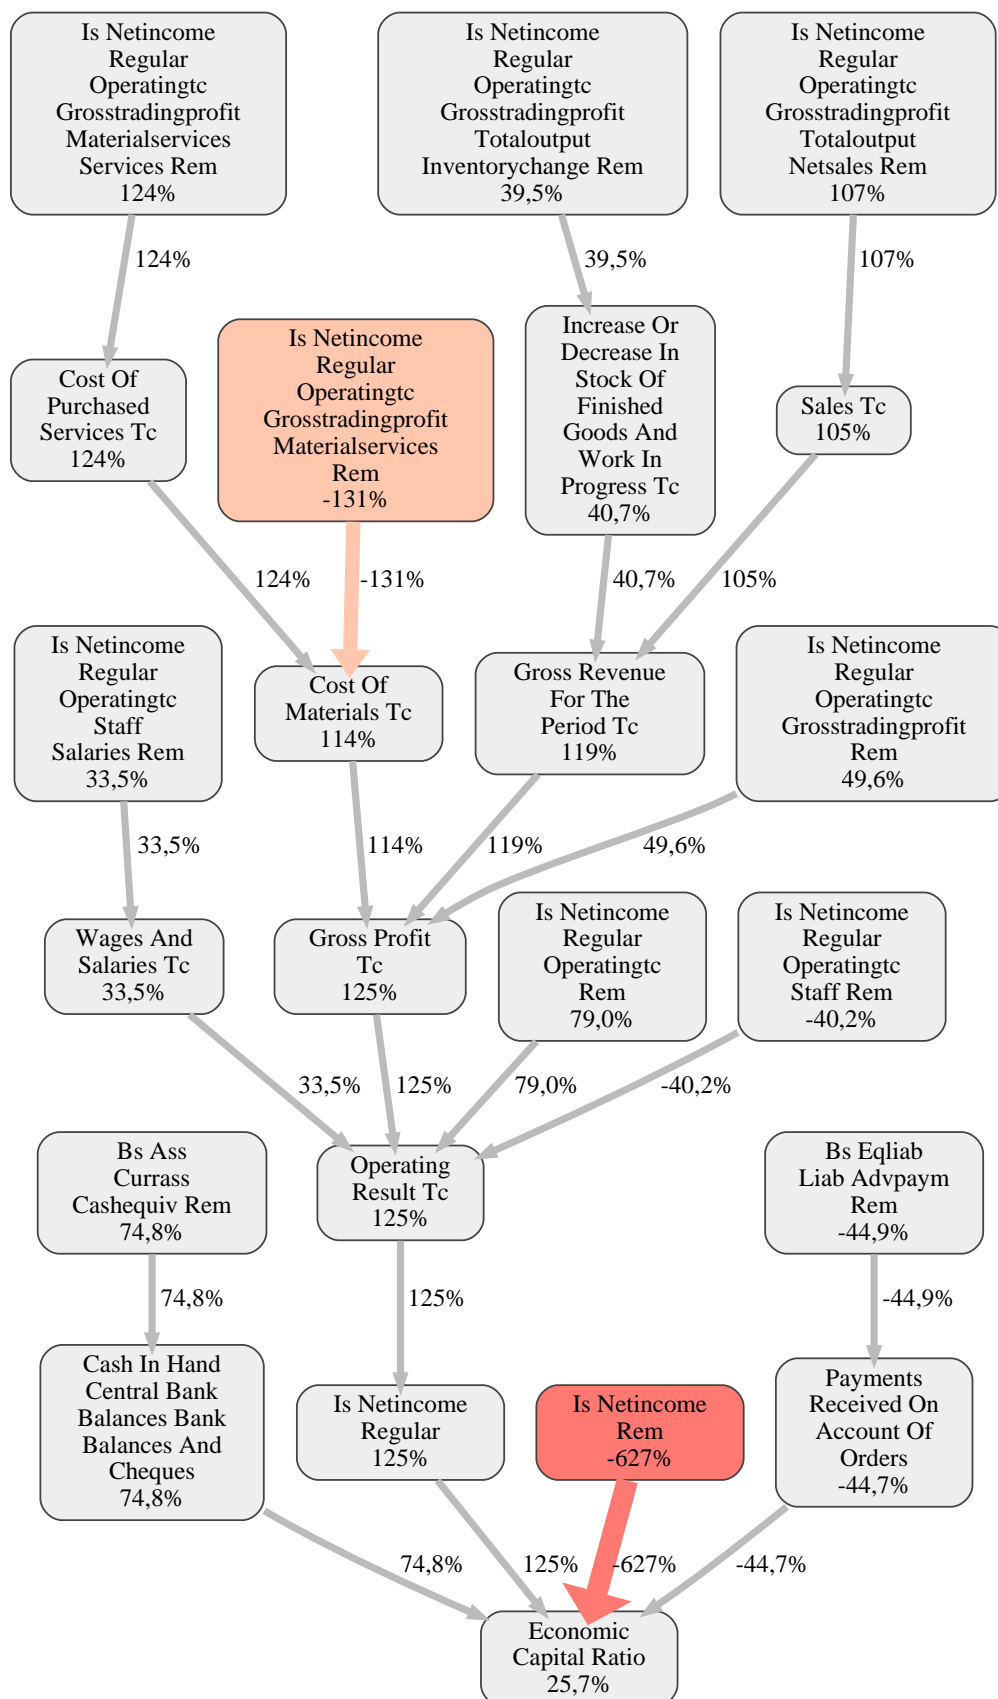 Is Netincome
Regular
Operatingtc
Grosstradingprofit
Materialservices
Services Rem
124%
Is Netincome
Regular
Operatingtc
Grosstradingprofit
Totaloutput
Inventorychange Rem
39,5%
Is Netincome
Regular
Operatingtc
Grosstradingprofit
Totaloutput
Netsales Rem
107%
124%
39,5%
107%
Cost Of
Purchased
Services Tc
124%
Is Netincome
Regular
Operatingtc
Grosstradingprofit
Materialservices
Rem
-131%
Increase Or
Decrease In
Stock Of
Finished
Goods And
Work In
Progress Tc
40,7%
Sales Tc
105%
124%
-131%
40,7%
105%
Is Netincome
Regular
Operatingtc
Staff
Salaries Rem
33,5%
Cost Of
Materials Tc
114%
Gross Revenue
For The
Period Tc
119%
Is Netincome
Regular
Operatingtc
Grosstradingprofit
Rem
49,6%
33,5%
114%
119%
49,6%
Wages And
Salaries Tc
33,5%
Gross Profit
Tc
125%
Is Netincome
Regular
Operatingtc
Rem
79,0%
Is Netincome
Regular
Operatingtc
Staff Rem
-40,2%
33,5%
125%
79,0%
-40,2%
Bs Ass
Currass
Cashequiv Rem
74,8%
Operating
Result Tc
125%
Bs Eqliab
Liab Advpaym
Rem
-44,9%
74,8%
125%
-44,9%
Cash In Hand
Central Bank
Balances Bank
Balances And
Cheques
74,8%
Is Netincome
Regular
125%
Is Netincome
Rem
-627%
Payments
Received On
Account Of
Orders
-44,7%
74,8%
125%
-627%
-44,7%
Economic
Capital Ratio
25,7%